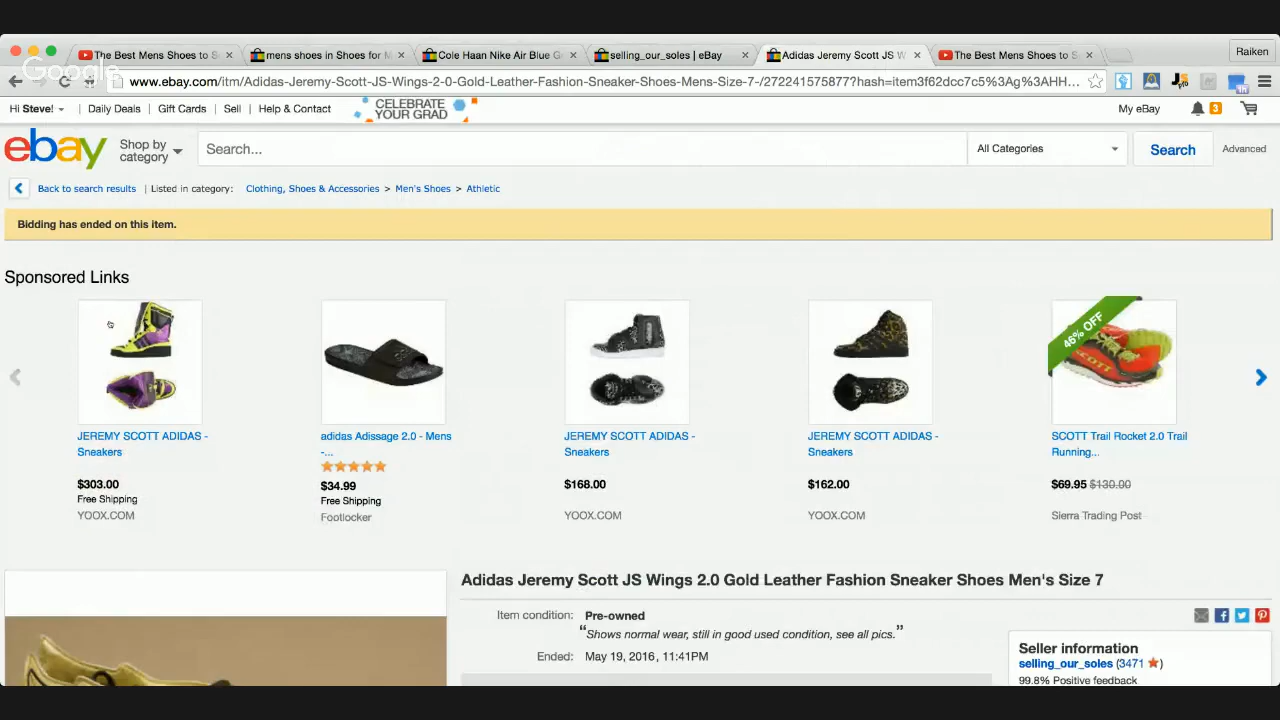 The Best Mens Shoes to S
mens shoes in Shoes for M
Cole Haan Nike Air Blue G
selling_our_soles | eBay
Adidas Jeremy Scott JS W
The Best Mens Shoes to S
Raiken
Google
www.ebay.com/itm/Adidas-Jeremy-Scott-JS-Wings-2-0-Gold-Leather-Fashion-Sneaker-Shoes-Mens-Size-7-/272241575877?hash=item3f62dcc7c5%3Ag%3AHH...
Hi Steve!
Daily Deals
Gift Cards
Sell
Help & Contact
CELEBRATE
YOUR GRAD
My eBay
3
ebay
Shop by
category
Search...
All Categories
Search
Advanced
Back to search results | Listed in category: Clothing, Shoes & Accessories > Men's Shoes > Athletic
Bidding has ended on this item.
Sponsored Links
JEREMY SCOTT ADIDAS -
Sneakers
$303.00
Free Shipping
YOOX.COM
adidas Adissage 2.0 - Mens
-...
$34.99
Free Shipping
Footlocker
JEREMY SCOTT ADIDAS -
Sneakers
$168.00
YOOX.COM
JEREMY SCOTT ADIDAS -
Sneakers
$162.00
YOOX.COM
46% OFF
SCOTT
SCOTT Trail Rocket 2.0 Trail
Running...
$69.95 $130.00
Sierra Trading Post
Adidas Jeremy Scott JS Wings 2.0 Gold Leather Fashion Sneaker Shoes Men's Size 7
Item condition: Pre-owned
“Shows normal wear, still in good used condition, see all pics.”
Ended: May 19, 2016 , 11:41PM
Seller information
selling_our_soles (3471 ★)
99.8% Positive feedback